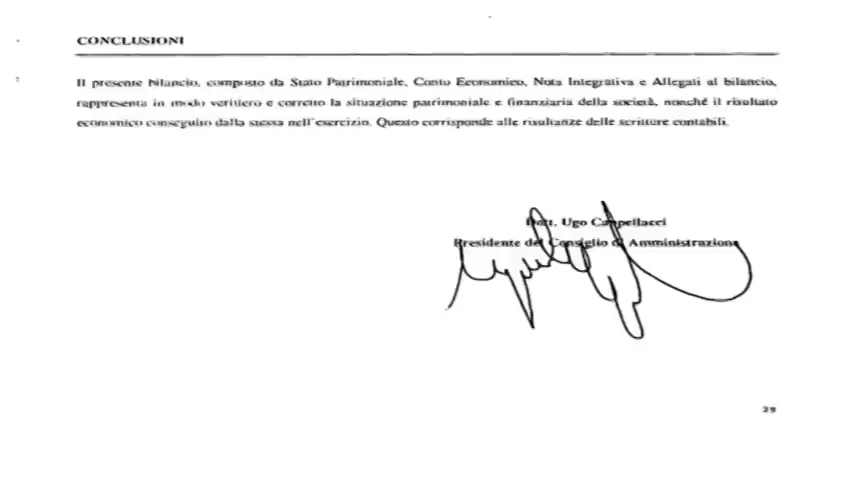 CONCLUSIONI
Il presente bilancio, composto da Stato Patrimoniale, Conto Economico, Nota Integrativa e Allegati al bilancio,
rappresenta in modo veritiero e corretto la situazione patrimoniale e finanziaria della società, nonché il risultato
economico conseguito dalla stessa nell'esercizio. Questo corrisponde alle risultanze delle scritture contabili.
Dott. Ugo Cappellacci
Presidente del Consiglio di Amministrazione
29